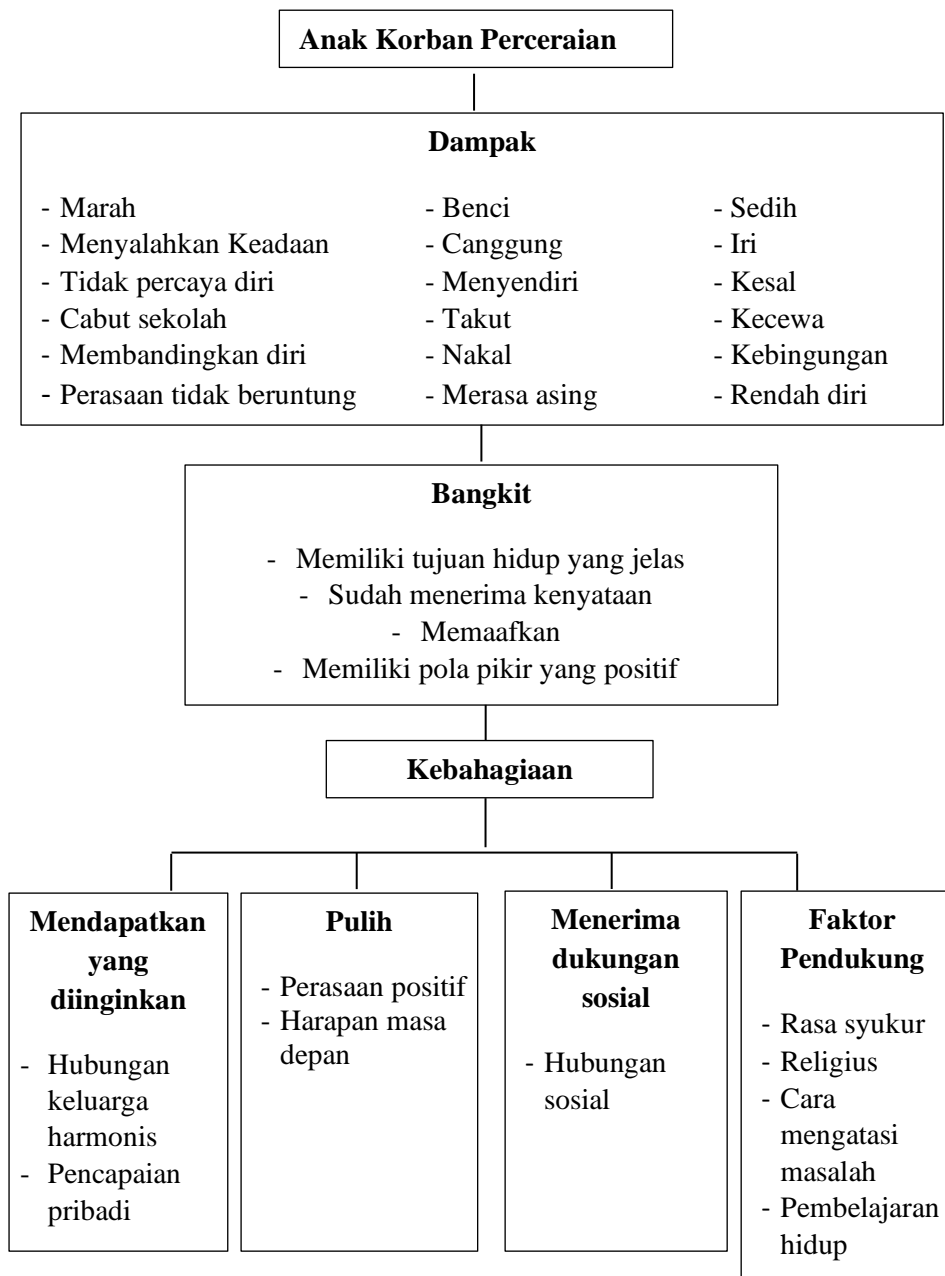 Anak Korban Perceraian
Dampak
- Marah
- Menyalahkan Keadaan
- Tidak percaya diri
- Cabut sekolah
- Membandingkan diri
- Perasaan tidak beruntung
- Benci
- Canggung
- Menyendiri
- Takut
- Nakal
- Merasa asing
- Sedih
- Iri
- Kesal
- Kecewa
- Kebingungan
- Rendah diri
Bangkit
- Memiliki tujuan hidup yang jelas
- Sudah menerima kenyataan
- Memaafkan
- Memiliki pola pikir yang positif
Kebahagiaan
Mendapatkan
yang
diinginkan
- Hubungan
keluarga
harmonis
- Pencapaian
pribadi
Pulih
- Perasaan positif
- Harapan masa
depan
Menerima
dukungan
sosial
- Hubungan
sosial
Faktor
Pendukung
- Rasa syukur
- Religius
- Cara
mengatasi
masalah
- Pembelajaran
hidup